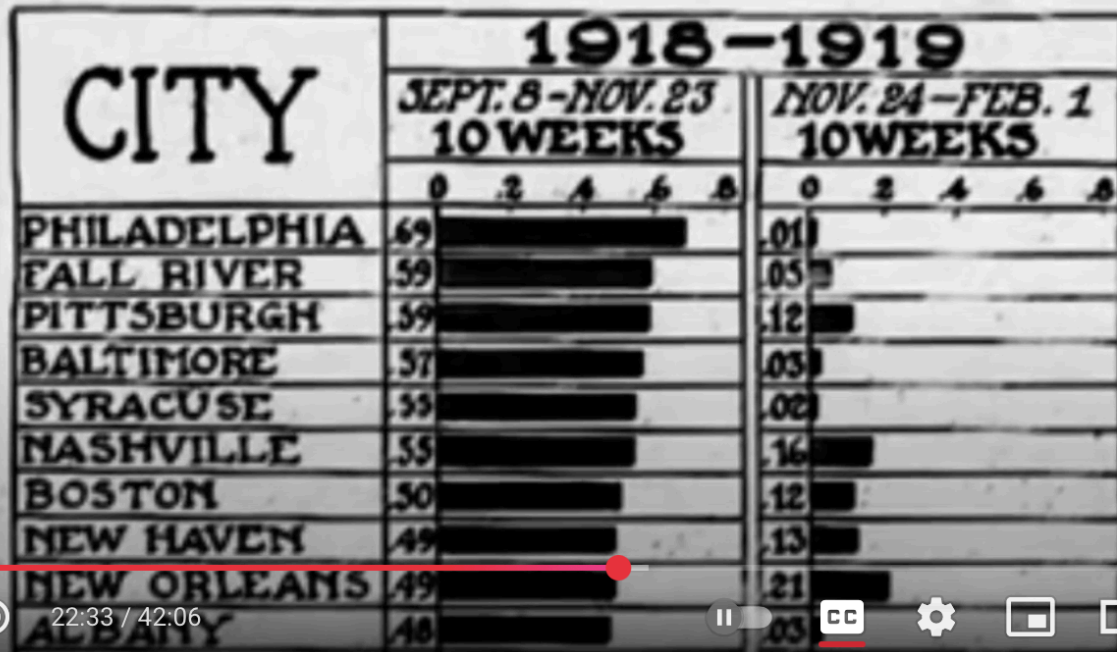 CITY
1918-1919
SEPT. 8-NOV. 23
10 WEEKS
NOV. 24-FEB. 1
10 WEEKS
0 .2 .4 .6 .8
0 .2 .4 .6 .8
PHILADELPHIA .69 .01
FALL RIVER .59 .05
PITTSBURGH .59 .12
BALTIMORE .57 .03
SYRACUSE .55 .02
NASHVILLE .55 .16
BOSTON .50 .12
NEW HAVEN .49 .13
NEW ORLEANS .49 .21
ALBANY .48 .03
22:33 / 42:06
CC